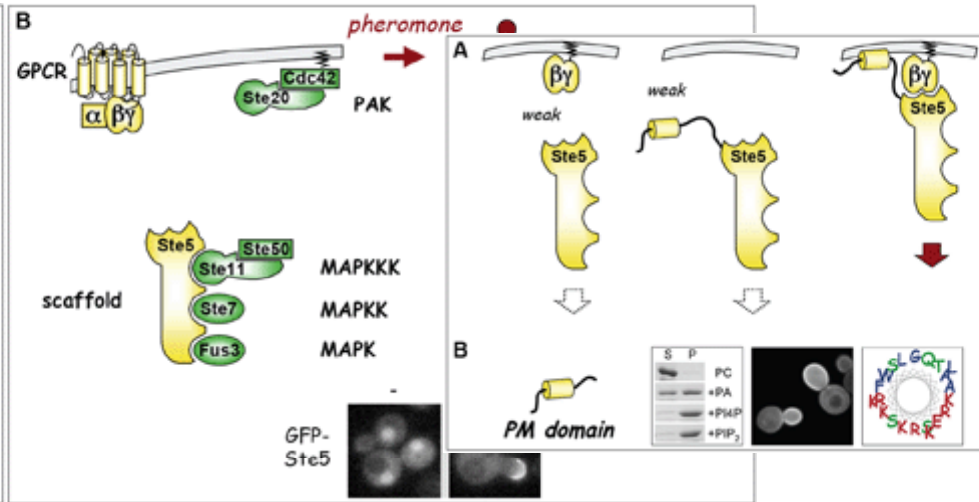 B
pheromone
GPCR
α
βγ
Cdc42
Ste20
PAK
Ste5
Ste50
Ste11
MAPKKK
scaffold
Ste7
MAPKK
Fus3
MAPK
-
GFP-
Ste5
A
βγ
weak
Ste5
weak
Ste5
βγ
Ste5
B
PM domain
S P
PC
+PA
+PI4P
+PIP2